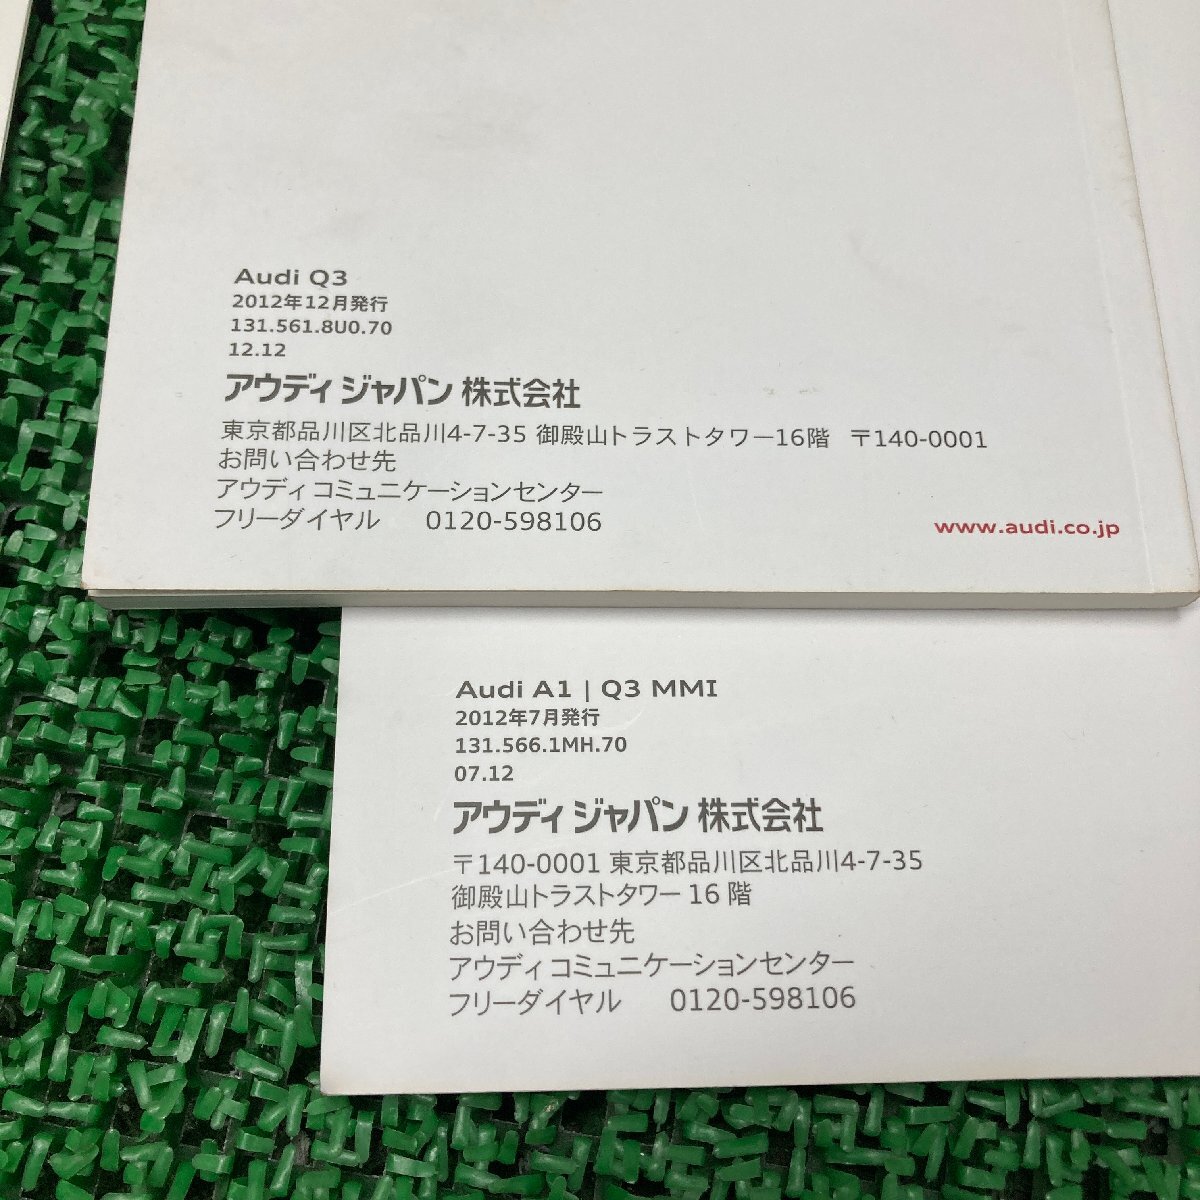 Audi Q3
2012年12月発行
131.561.8U0.70
12.12
アウディ ジャパン 株式会社
東京都品川区北品川4-7-35 御殿山トラストタワー16階 〒140-0001
お問い合わせ先
アウディ コミュニケーションセンター
フリーダイヤル 0120-598106
www.audi.co.jp
Audi A1 | Q3 MMI
2012年7月発行
131.566.1MH.70
07.12
アウディ ジャパン 株式会社
〒140-0001 東京都品川区北品川4-7-35
御殿山トラストタワー 16 階
お問い合わせ先
アウディ コミュニケーションセンター
フリーダイヤル 0120-598106